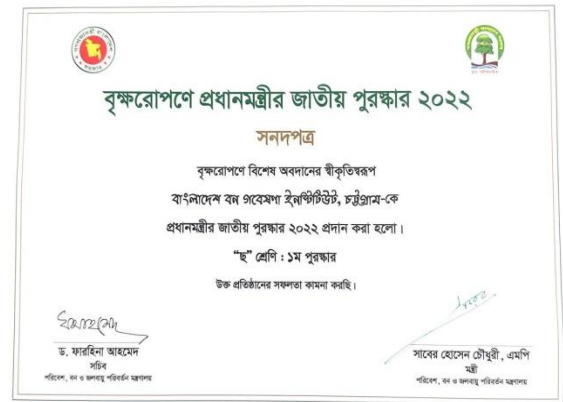 বৃক্ষরোপণে প্রধানমন্ত্রীর জাতীয় পুরস্কার ২০২২
সনদপত্র
বৃক্ষরোপণে বিশেষ অবদানের স্বীকৃতিস্বরূপ
বাংলাদেশ বন গবেষণা ইনস্টিটিউট, চট্টগ্রাম-কে
প্রধানমন্ত্রীর জাতীয় পুরস্কার ২০২২ প্রদান করা হলো।
“ছ” শ্রেণি : ১ম পুরস্কার
উক্ত প্রতিষ্ঠানের সফলতা কামনা করছি।
ড. ফারহিনা আহমেদ
সচিব
পরিবেশ, বন ও জলবায়ু পরিবর্তন মন্ত্রণালয়
সাবের হোসেন চৌধুরী, এমপি
মন্ত্রী
পরিবেশ, বন ও জলবায়ু পরিবর্তন মন্ত্রণালয়